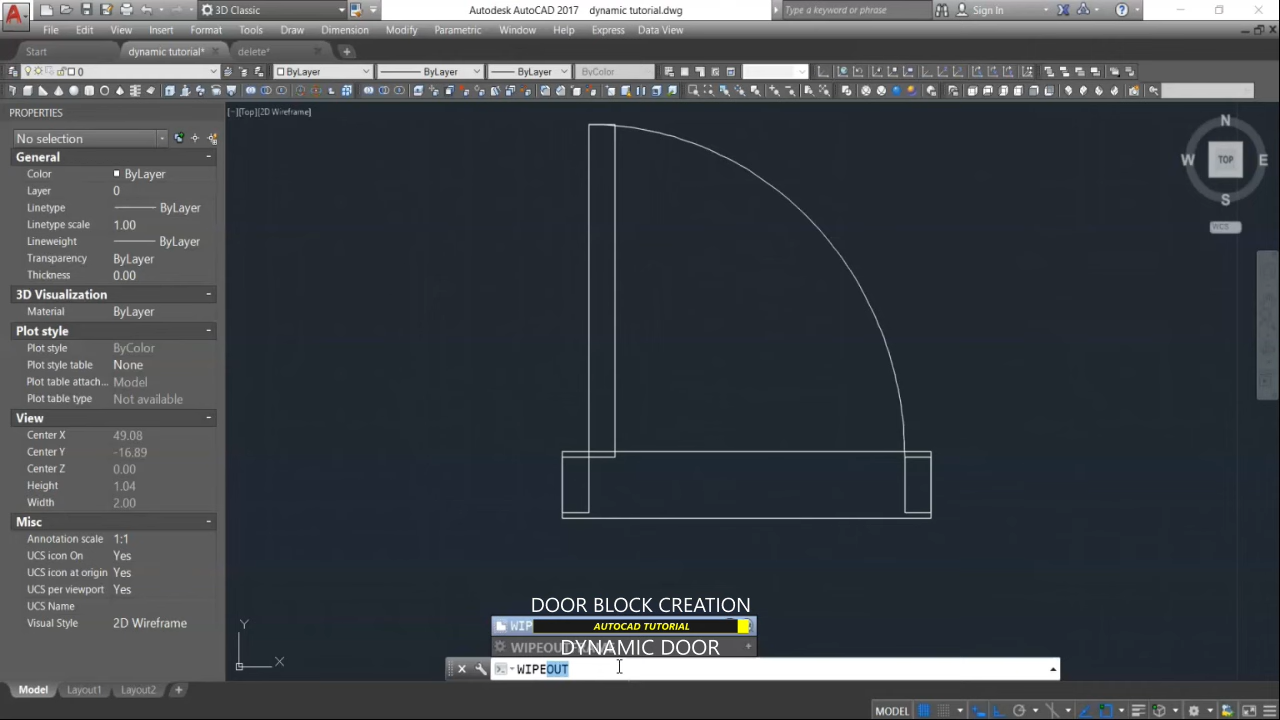 3D Classic
Autodesk AutoCAD 2017 dynamic tutorial.dwg
Type a keyword or phrase
Sign In
File Edit View Insert Format Tools Draw Dimension Modify Parametric Window Help Express Data View
Start dynamic tutorial* delete*
0 ByLayer ByLayer ByLayer ByColor
PROPERTIES
[−][Top][2D Wireframe]
No selection
General
Color ByLayer
Layer 0
Linetype ByLayer
Linetype scale 1.00
Lineweight ByLayer
Transparency ByLayer
Thickness 0.00
3D Visualization
Material ByLayer
Plot style
Plot style ByColor
Plot style table None
Plot table attach... Model
Plot table type Not available
View
Center X 49.08
Center Y -16.89
Center Z 0.00
Height 1.04
Width 2.00
Misc
Annotation scale 1:1
UCS icon On Yes
UCS icon at origin Yes
UCS per viewport Yes
UCS Name
Visual Style 2D Wireframe
N
W TOP E
S
WCS
Y
X
DOOR BLOCK CREATION
WIP
AUTOCAD TUTORIAL
DYNAMIC DOOR
WIPEOUT
Model Layout1 Layout2
MODEL
1:1